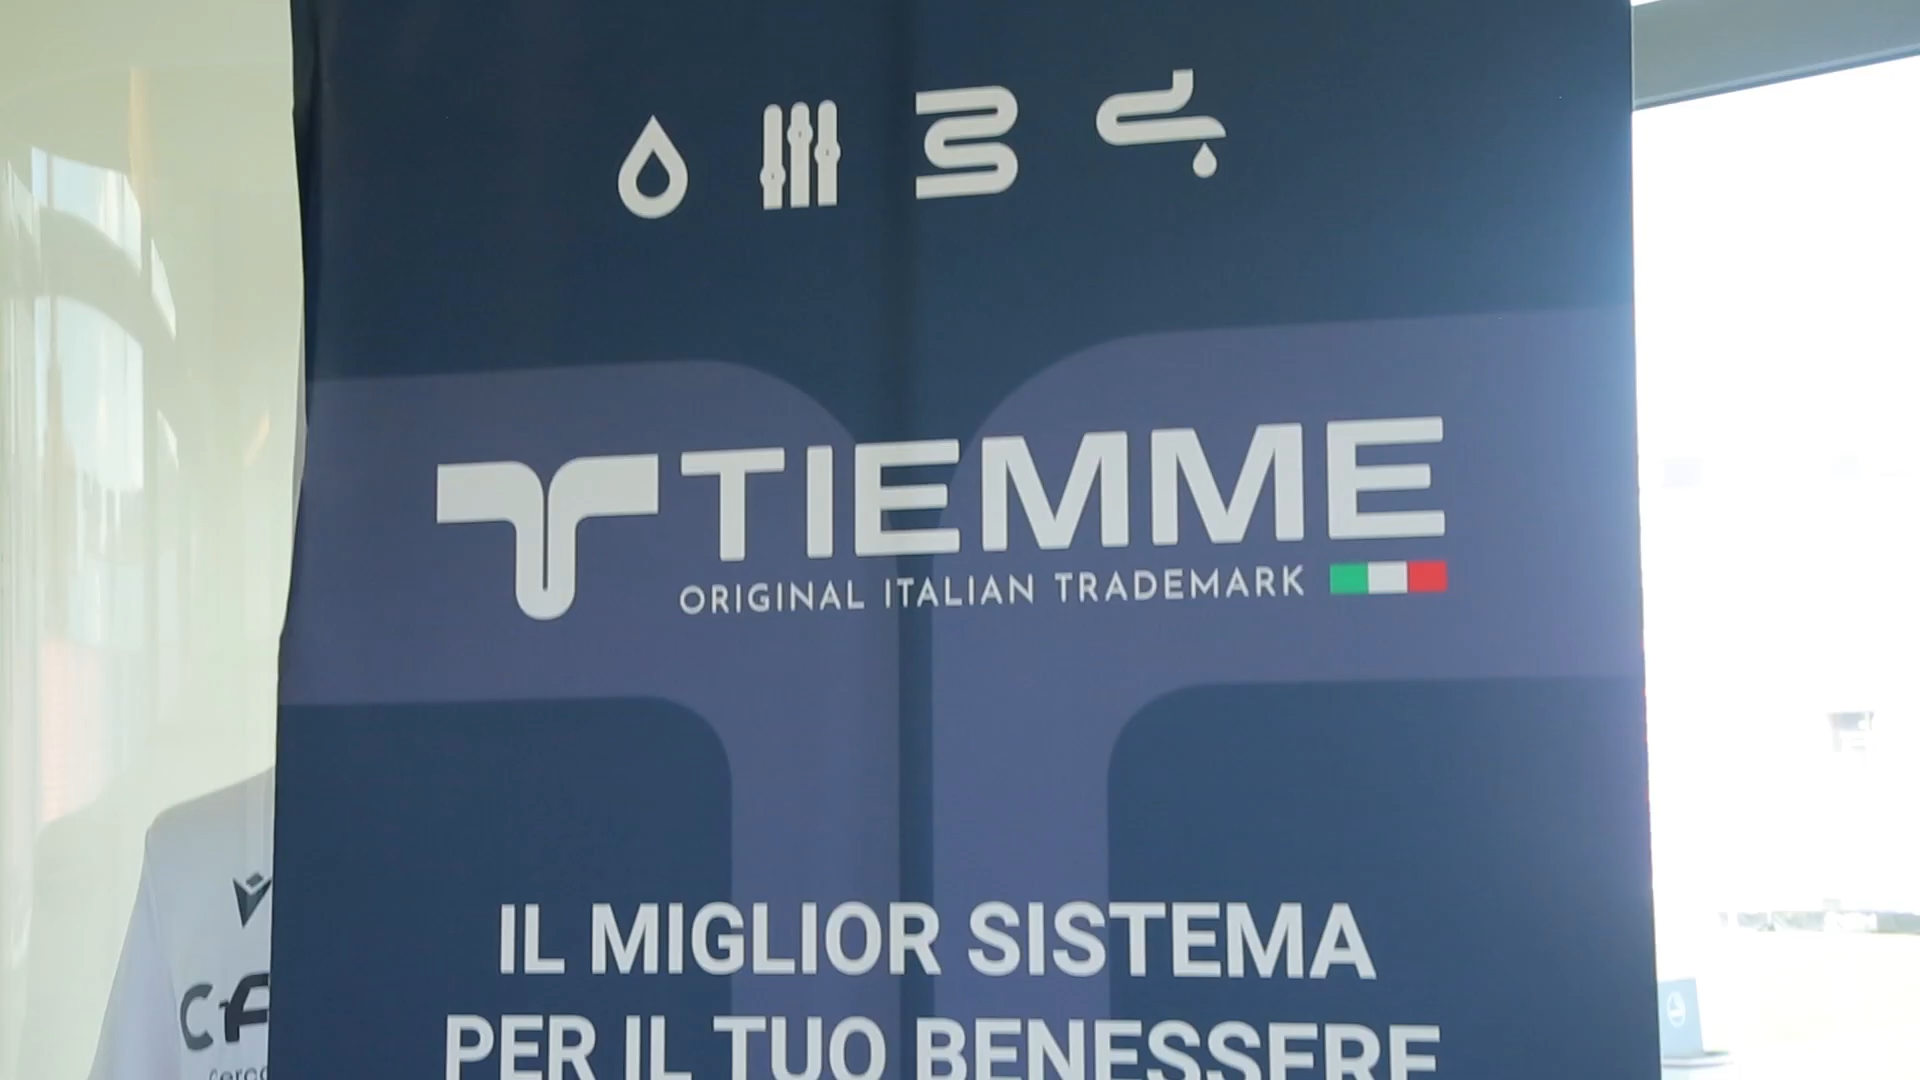 TIEMME
ORIGINAL ITALIAN TRADEMARK
IL MIGLIOR SISTEMA
PER IL TUO BENESSERE